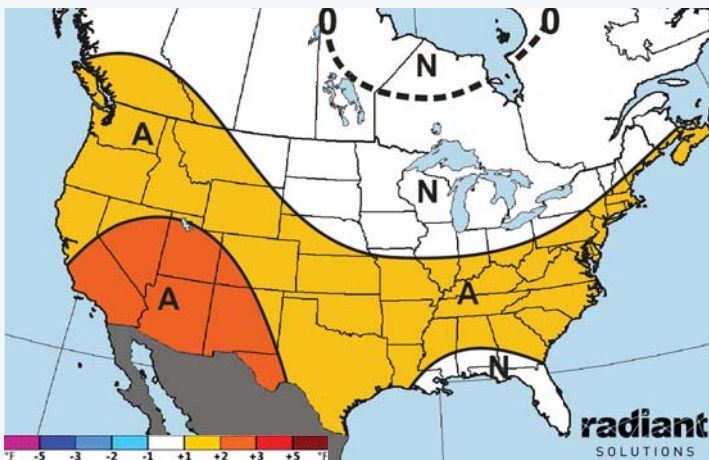 0 0
N
A
N
A
A
N
radiant
SOLUTIONS
°F -5 -3 -2 -1 +1 +2 +3 +5 °F